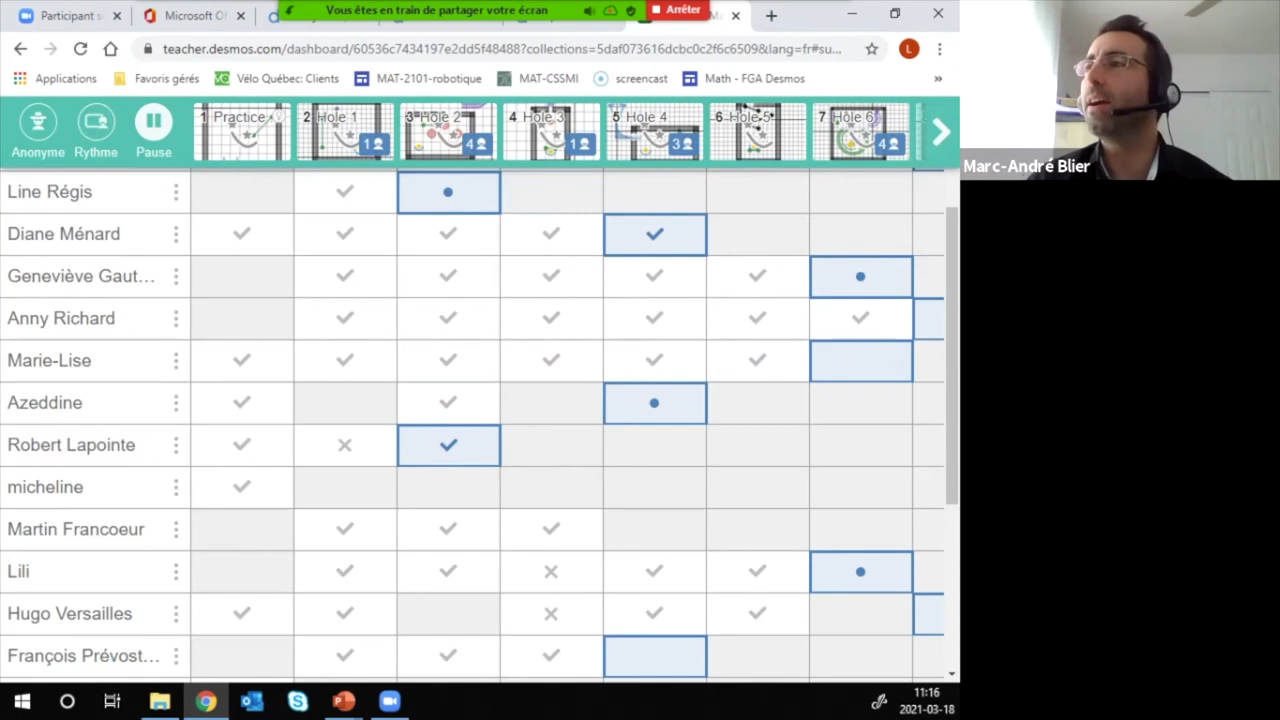 Participant s
Microsoft Of
Vous êtes en train de partager votre écran
Arrêter
Ma
teacher.desmos.com/dashboard/60536c7434197e2dd5f48488?collections=5daf073616dcbc0c2f6c6509&lang=fr#su...
L
Applications
Favoris gérés
Vélo Québec: Clients
MAT-2101-robotique
MAT-CSSMI
screencast
Math - FGA Desmos
»
Anonyme
Rythme
Pause
1 Practice
2 Hole 1
1
3 Hole 2
4
4 Hole 3
1
5 Hole 4
3
6 Hole 5
7 Hole 6
4
Marc-André Blier
Line Régis
Diane Ménard
Geneviève Gaut...
Anny Richard
Marie-Lise
Azeddine
Robert Lapointe
micheline
Martin Francoeur
Lili
Hugo Versailles
François Prévost...
11:16
2021-03-18